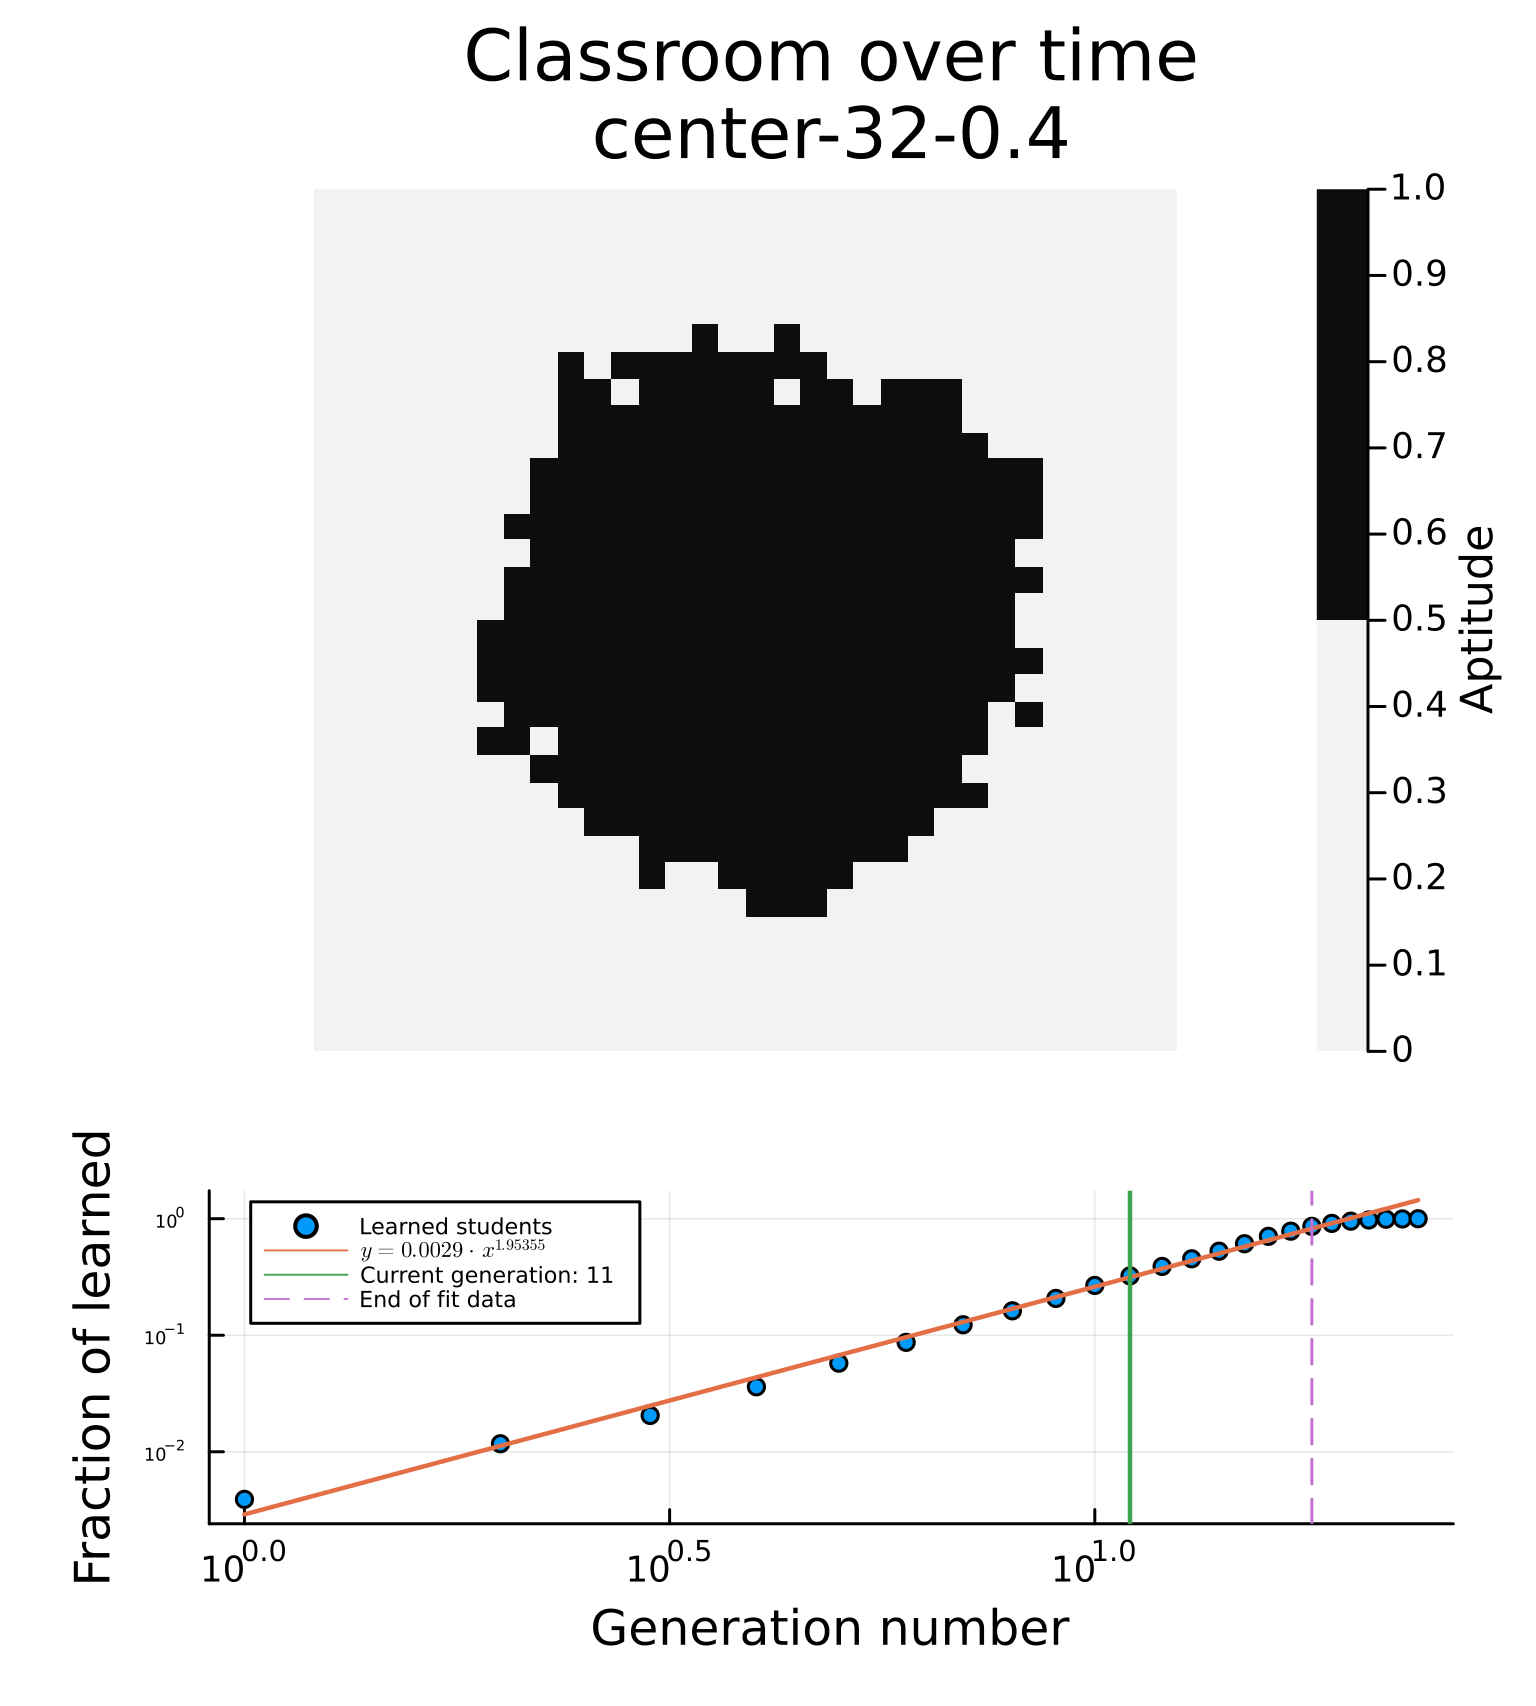 Classroom over time
center-32-0.4
1.0
0.9
0.8
0.7
0.6
0.5
0.4
0.3
0.2
0.1
0
Aptitude
Fraction of learned
10⁰
10⁻¹
10⁻²
Learned students
y = 0.0029 · x^1.95355
Current generation: 11
End of fit data
10^0.0
10^0.5
10^1.0
Generation number